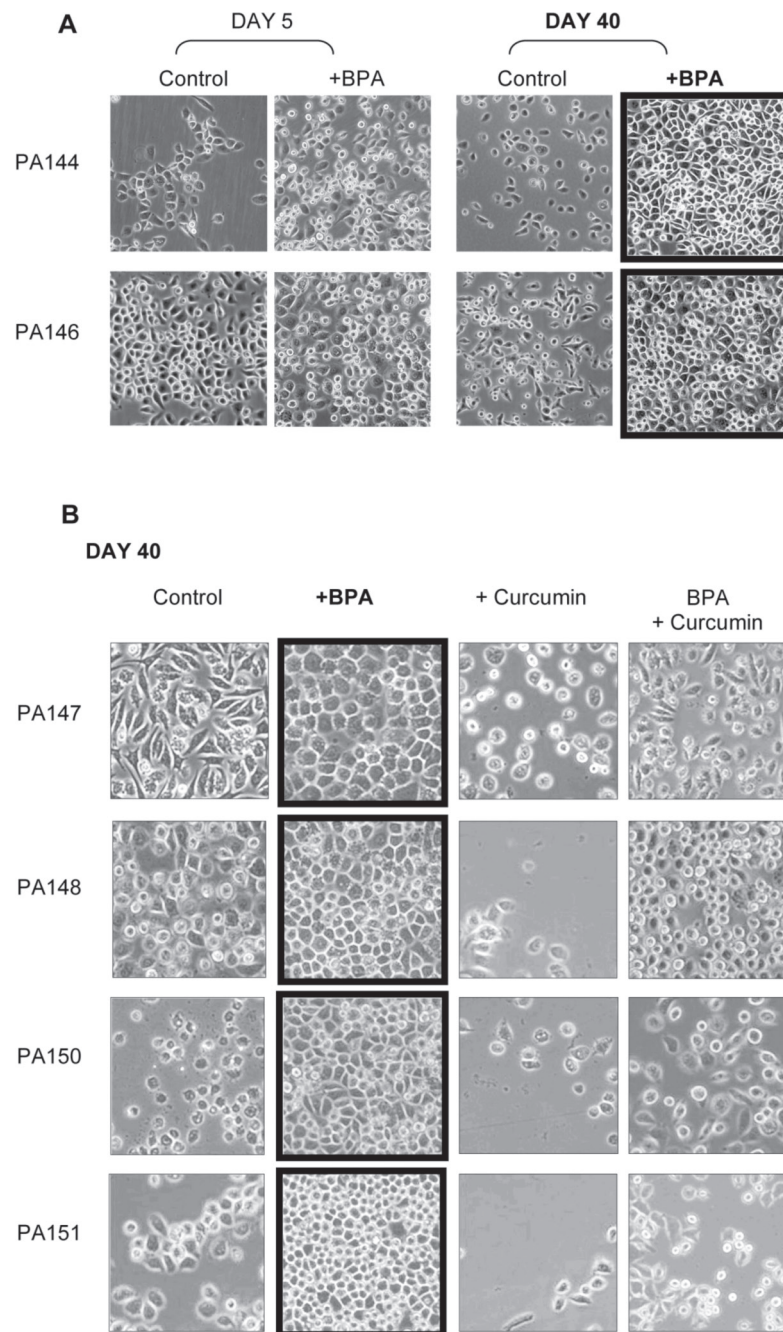 A
DAY 5 DAY 40
Control +BPA Control +BPA
PA144
PA146
B
DAY 40
Control +BPA + Curcumin BPA
+ Curcumin
PA147
PA148
PA150
PA151